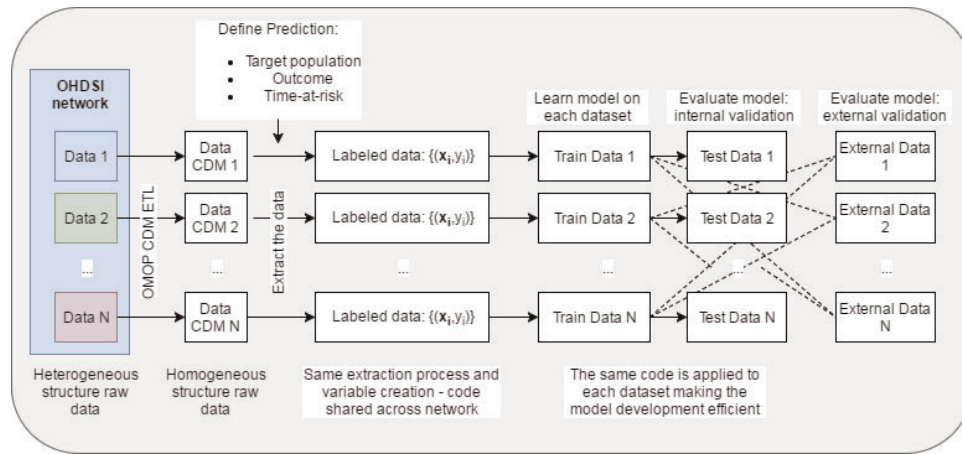 Define Prediction:
• Target population
• Outcome
• Time-at-risk
OHDSI
network
Learn model on
each dataset
Evaluate model:
internal validation
Evaluate model:
external validation
Data 1
Data
CDM 1
Labeled data: {(xᵢ,yᵢ)}
Train Data 1
Test Data 1
External Data
1
Data 2
Data
CDM 2
Labeled data: {(xᵢ,yᵢ)}
Train Data 2
Test Data 2
External Data
2
OMOP CDM ETL
Extract the data
...
...
...
...
...
...
Data N
Data
CDM N
Labeled data: {(xᵢ,yᵢ)}
Train Data N
Test Data N
External Data
N
Heterogeneous
structure raw
data
Homogeneous
structure raw
data
Same extraction process and
variable creation - code
shared across network
The same code is applied to
each dataset making the
model development efficient